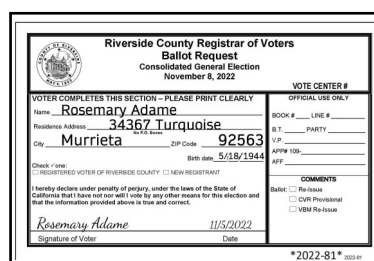 Riverside County Registrar of Voters
Ballot Request
Consolidated General Election
November 8, 2022
VOTE CENTER #
VOTER COMPLETES THIS SECTION – PLEASE PRINT CLEARLY
OFFICIAL USE ONLY
Name Rosemary Adame
BOOK # LINE #
Residence Address 34367 Turquoise
No P.O. Boxes
B.T. PARTY
City Murrieta ZIP Code 92563
V.P.
Birth date 5/18/1944
APP# 109-
AFF
Check ✓one:
☐ REGISTERED VOTER OF RIVERSIDE COUNTY ☐ NEW REGISTRANT
COMMENTS
I hereby declare under penalty of perjury, under the laws of the State of
California that I have not nor will I vote by any other means for this election and
that the information provided above is true and correct.
Ballot: ☐ Re-Issue
☐ CVR Provisional
☐ VBM Re-Issue
Rosemary Adame 11/5/2022
Signature of Voter Date
*2022-81* 2022-81